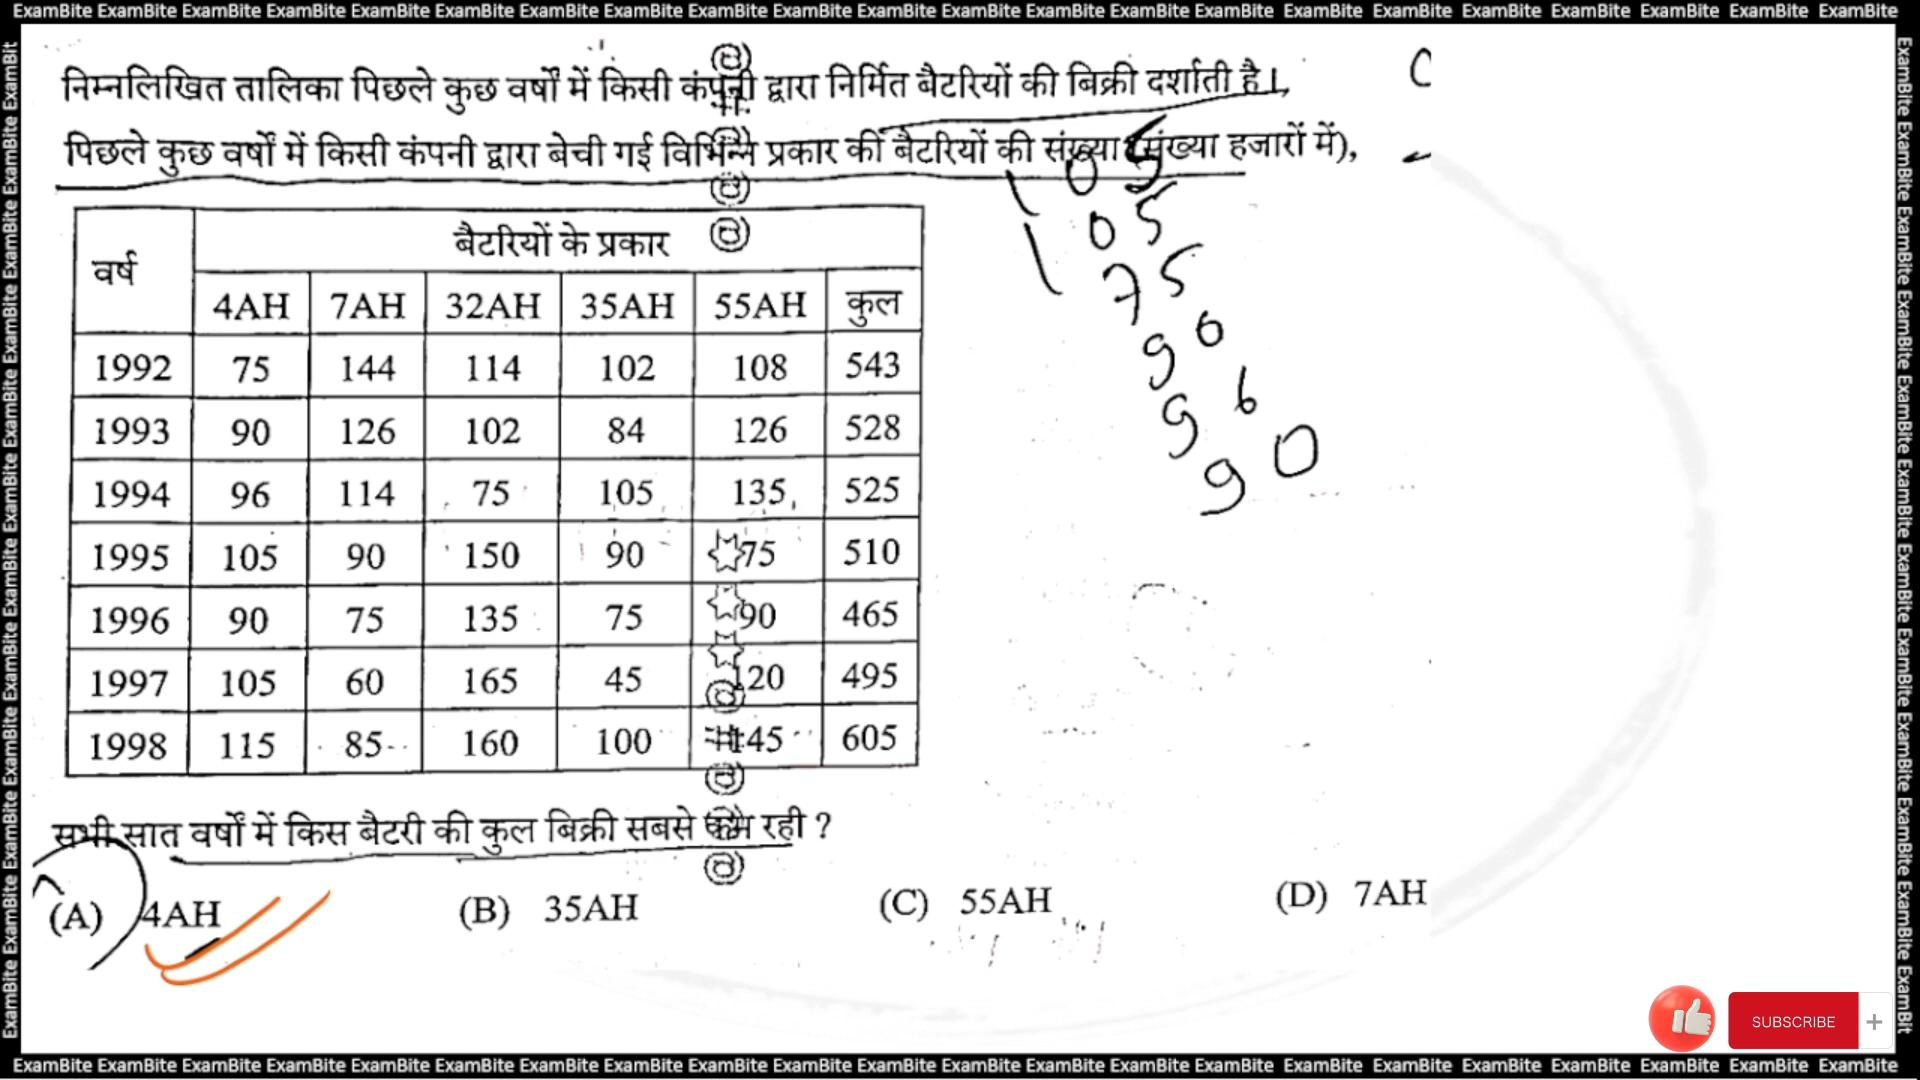 ExamBite ExamBite ExamBite ExamBite ExamBite ExamBite ExamBite ExamBite ExamBite ExamBite ExamBite ExamBite ExamBite ExamBite ExamBite ExamBite ExamBite ExamBite ExamBite ExamBite ExamBite
निम्नलिखित तालिका पिछले कुछ वर्षों में किसी कंपनी द्वारा निर्मित बैटरियों की बिक्री दर्शाती है।
पिछले कुछ वर्षों में किसी कंपनी द्वारा बेची गई विभिन्न प्रकार की बैटरियों की संख्या (संख्या हजारों में),
वर्ष बैटरियों के प्रकार
4AH 7AH 32AH 35AH 55AH कुल
1992 75 144 114 102 108 543
1993 90 126 102 84 126 528
1994 96 114 75 105 135 525
1995 105 90 150 90 75 510
1996 90 75 135 75 90 465
1997 105 60 165 45 120 495
1998 115 85 160 100 145 605
105
105
75
90
96
90
सभी सात वर्षों में किस बैटरी की कुल बिक्री सबसे कम रही ?
(A) 4AH (B) 35AH (C) 55AH (D) 7AH
SUBSCRIBE
ExamBite ExamBite ExamBite ExamBite ExamBite ExamBite ExamBite ExamBite ExamBite ExamBite ExamBite ExamBite ExamBite ExamBite ExamBite ExamBite ExamBite ExamBite ExamBite ExamBite ExamBite